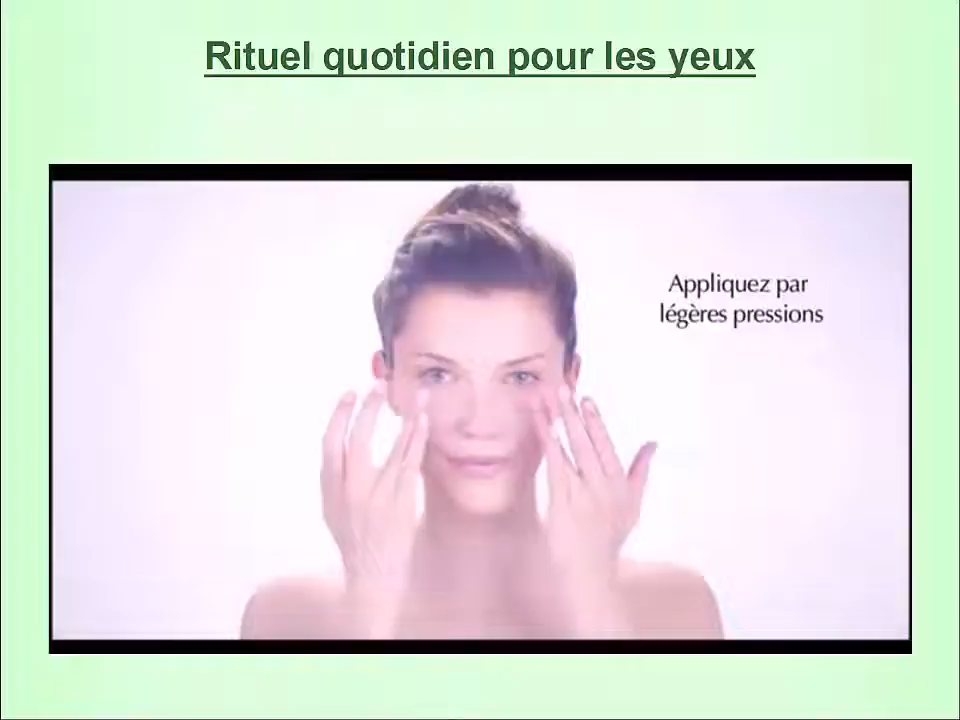 Rituel quotidien pour les yeux
Appliquez par
légères pressions